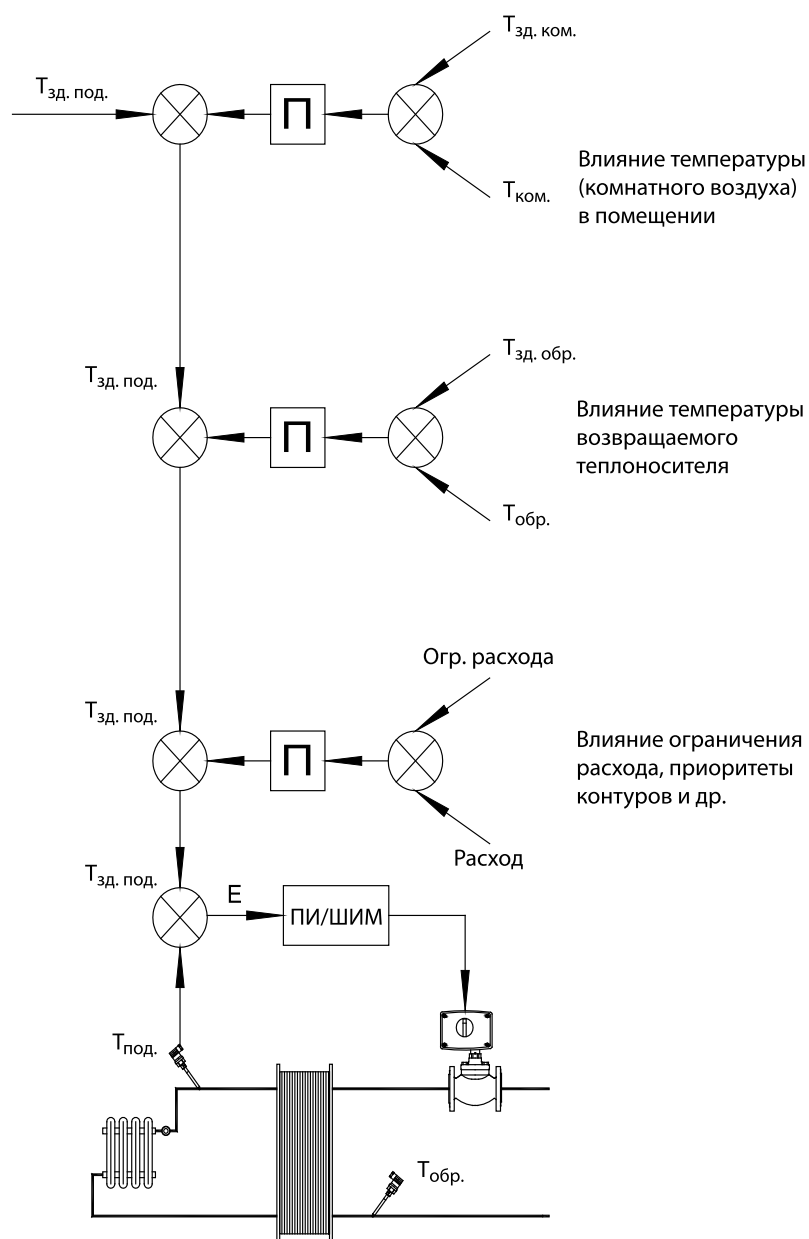 Тзд. ком.
Тзд. под.
П
Влияние температуры
(комнатного воздуха)
в помещении
Тком.
Тзд. обр.
Тзд. под.
П
Влияние температуры
возвращаемого
теплоносителя
Тобр.
Огр. расхода
Тзд. под.
П
Влияние ограничения
расхода, приоритеты
контуров и др.
Расход
Тзд. под.
Е
ПИ/ШИМ
Тпод.
Тобр.